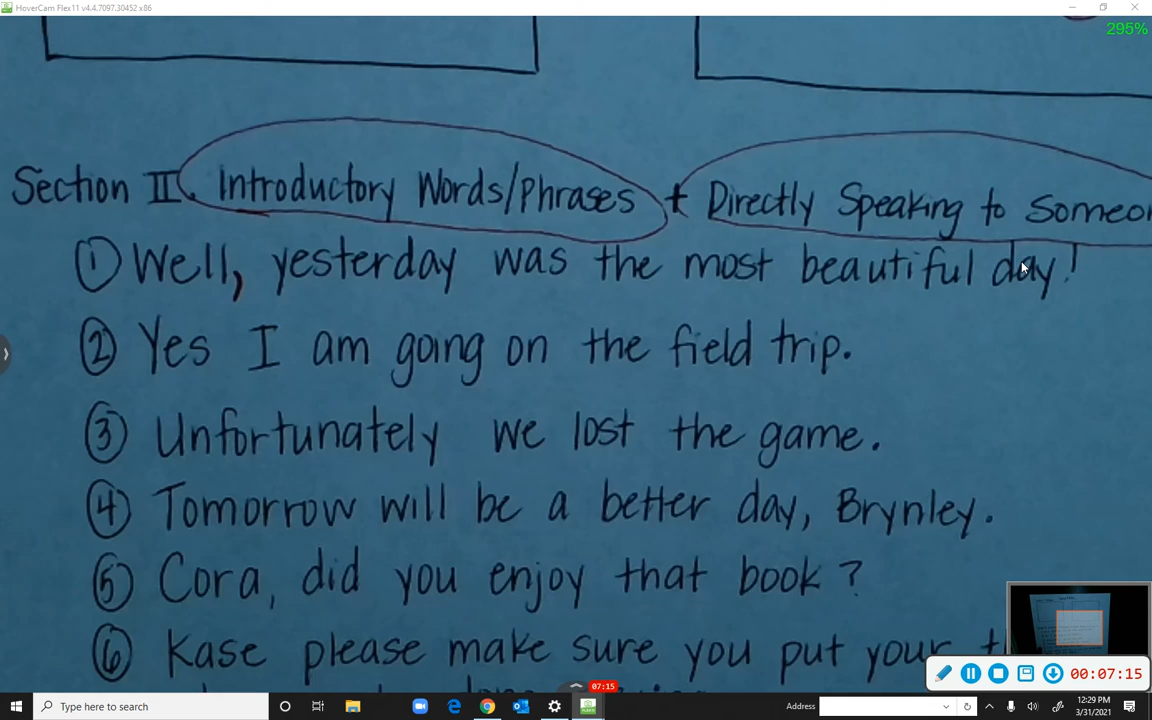 HoverCam Flex11 v4.4.7097.30452 x86
295%
Section II. Introductory Words/Phrases + Directly Speaking to Someo
① Well, yesterday was the most beautiful day!
② Yes I am going on the field trip.
③ Unfortunately we lost the game.
④ Tomorrow will be a better day, Brynley.
⑤ Cora, did you enjoy that book?
⑥ Kase please make sure you put your t
00:07:15
07:15
Type here to search
Address
12:29 PM
3/31/2021